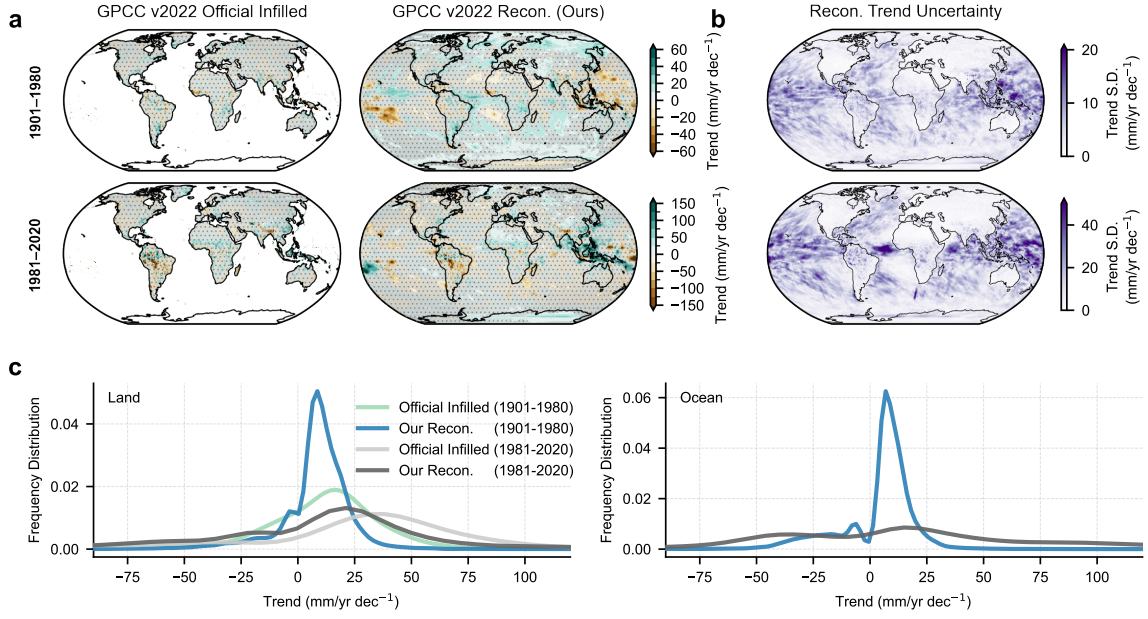 a
GPCC v2022 Official Infilled
GPCC v2022 Recon. (Ours)
b
Recon. Trend Uncertainty
1901–1980
60
40
20
0
−20
−40
−60
Trend (mm/yr dec⁻¹)
20
10
0
Trend S.D.
(mm/yr dec⁻¹)
1981–2020
150
100
50
0
−50
−100
−150
Trend (mm/yr dec⁻¹)
40
20
0
Trend S.D.
(mm/yr dec⁻¹)
c
Frequency Distribution
0.04
0.02
0.00
Land
Official Infilled (1901-1980)
Our Recon. (1901-1980)
Official Infilled (1981-2020)
Our Recon. (1981-2020)
−75 −50 −25 0 25 50 75 100
Trend (mm/yr dec⁻¹)
Frequency Distribution
0.06
0.04
0.02
0.00
Ocean
−75 −50 −25 0 25 50 75 100
Trend (mm/yr dec⁻¹)